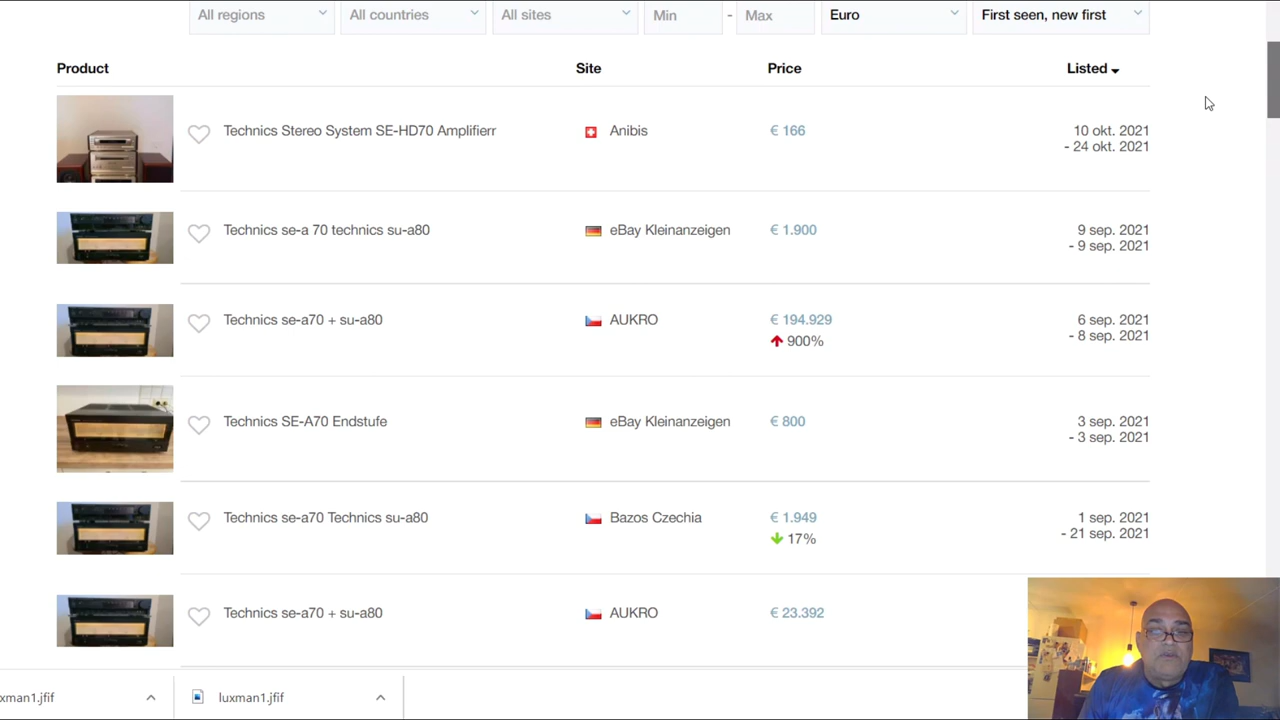 All regions All countries All sites Min - Max Euro First seen, new first
Product Site Price Listed
Technics Stereo System SE-HD70 Amplifierr Anibis € 166 10 okt. 2021
- 24 okt. 2021
Technics se-a 70 technics su-a80 eBay Kleinanzeigen € 1.900 9 sep. 2021
- 9 sep. 2021
Technics se-a70 + su-a80 AUKRO € 194.929 6 sep. 2021
900% - 8 sep. 2021
Technics SE-A70 Endstufe eBay Kleinanzeigen € 800 3 sep. 2021
- 3 sep. 2021
Technics se-a70 Technics su-a80 Bazos Czechia € 1.949 1 sep. 2021
17% - 21 sep. 2021
Technics se-a70 + su-a80 AUKRO € 23.392
xman1.jfif luxman1.jfif